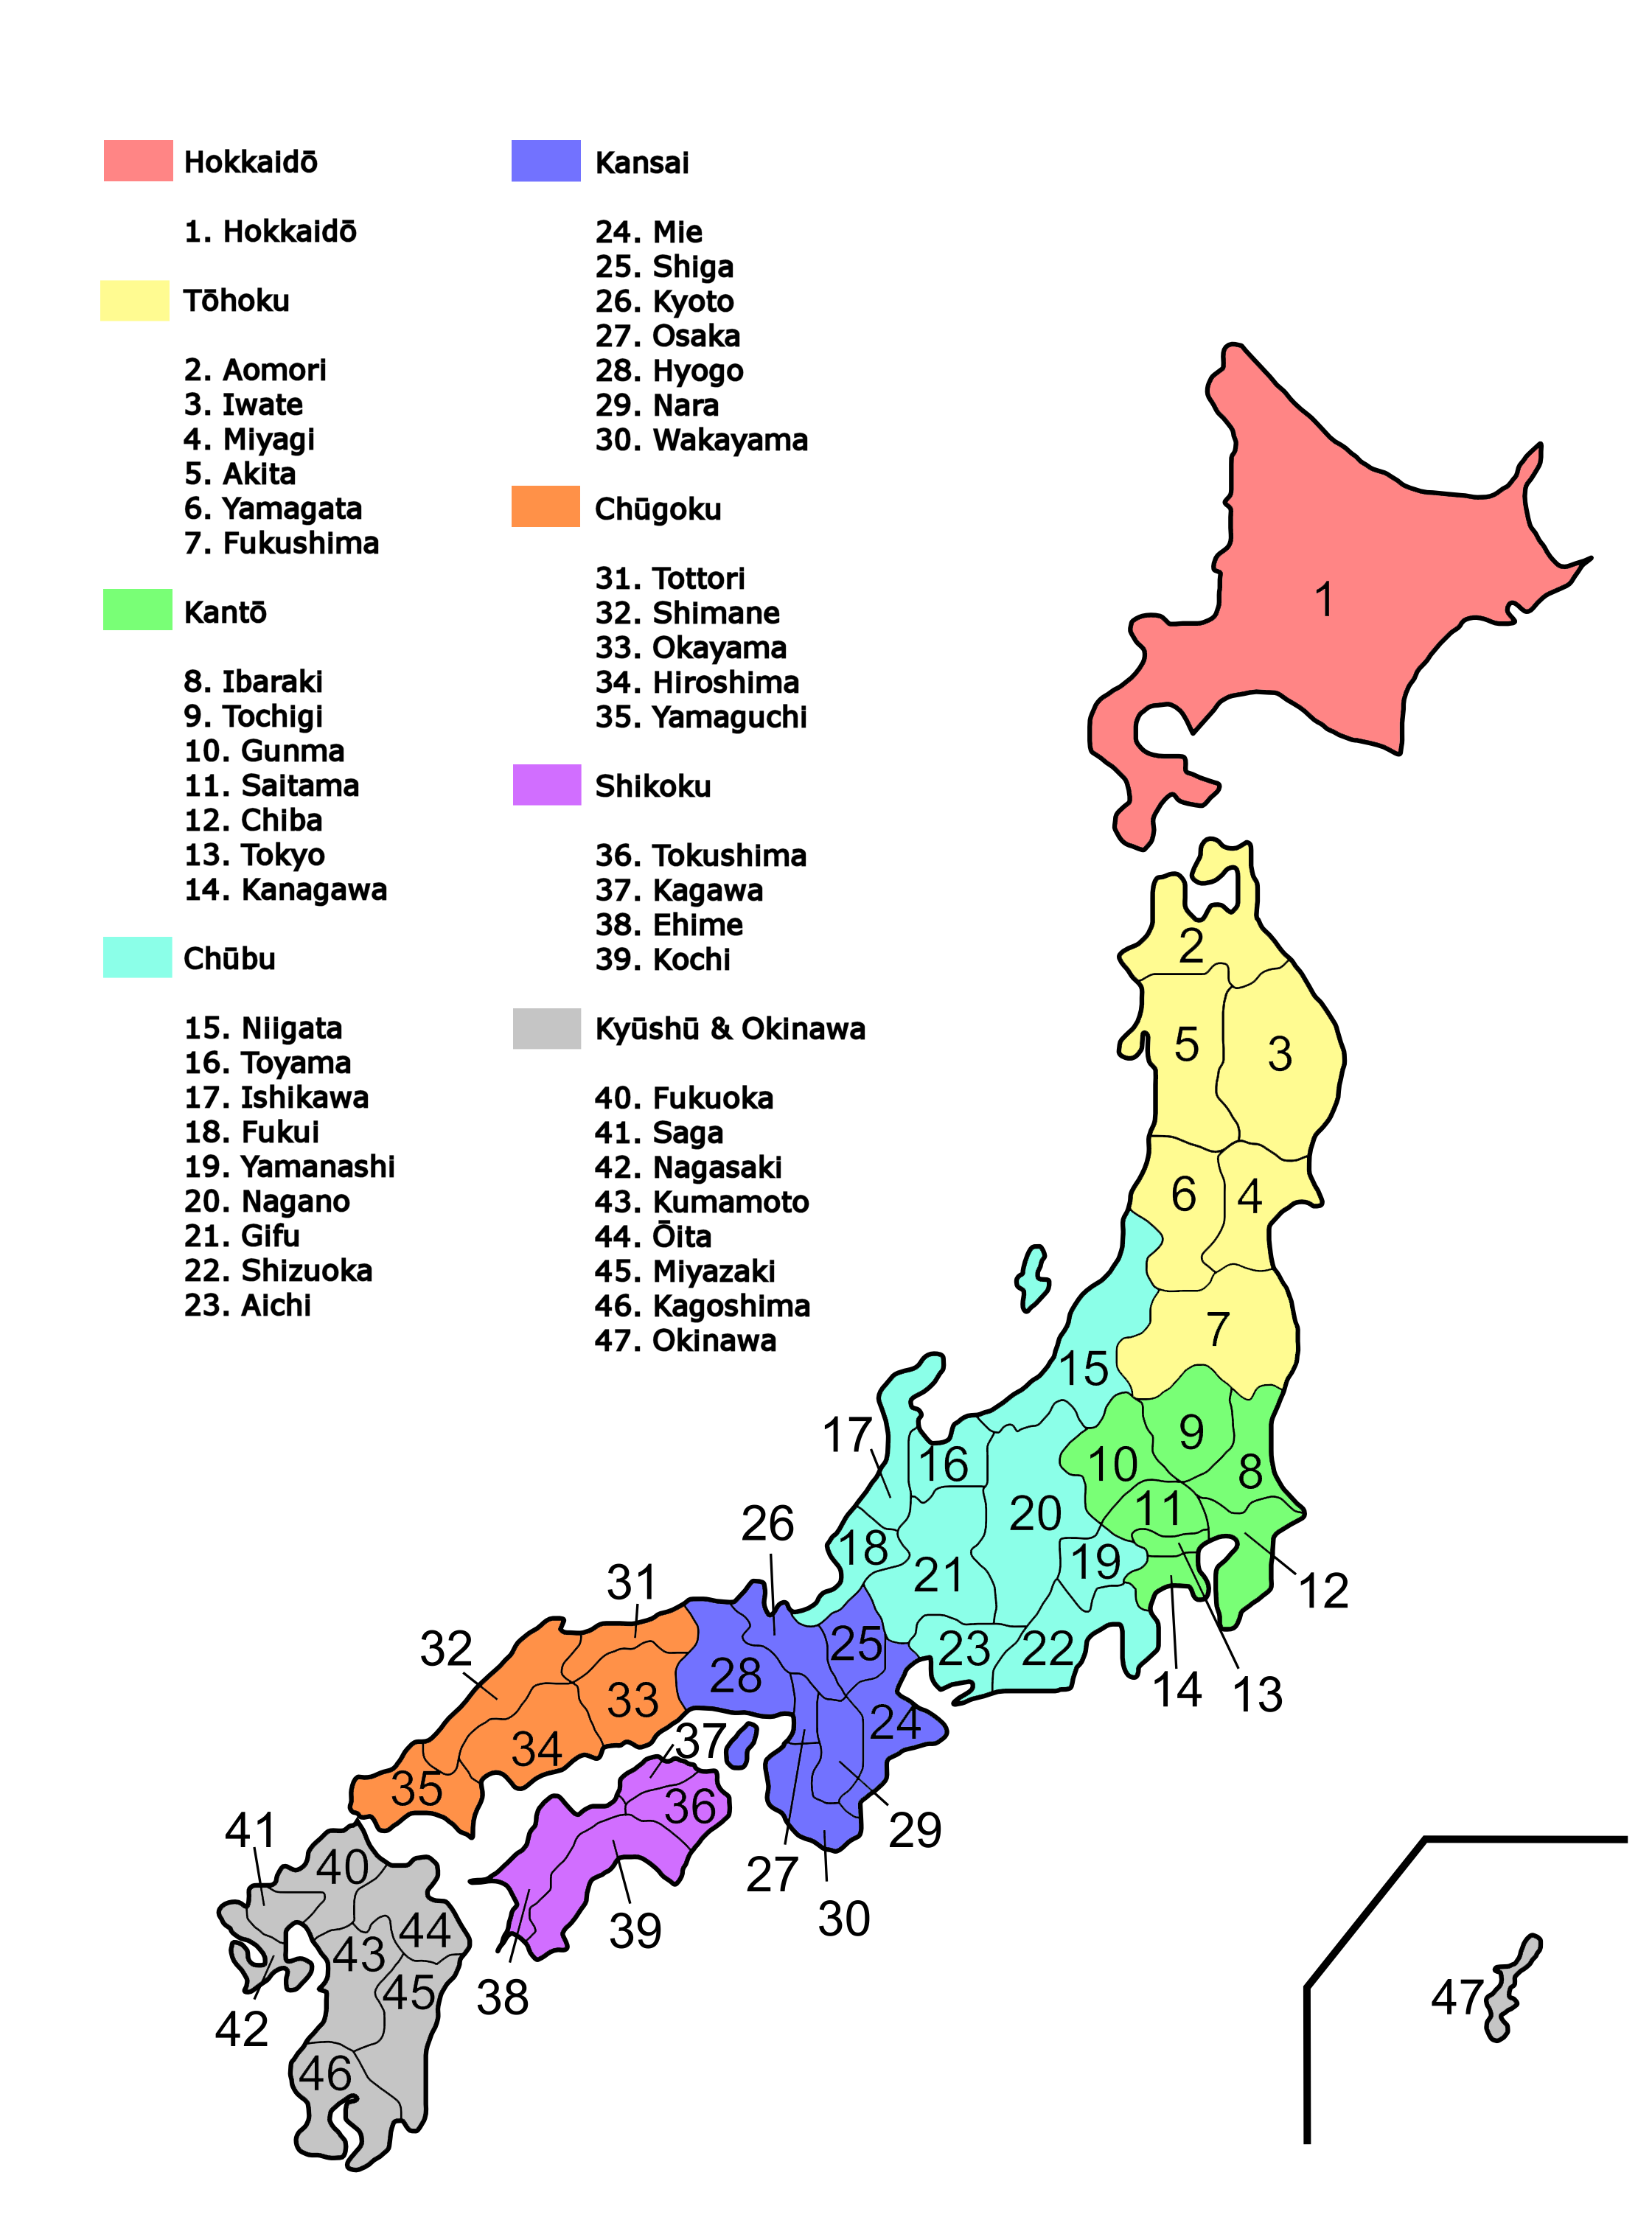 Hokkaidō
1. Hokkaidō
Tōhoku
2. Aomori
3. Iwate
4. Miyagi
5. Akita
6. Yamagata
7. Fukushima
Kantō
8. Ibaraki
9. Tochigi
10. Gunma
11. Saitama
12. Chiba
13. Tokyo
14. Kanagawa
Chūbu
15. Niigata
16. Toyama
17. Ishikawa
18. Fukui
19. Yamanashi
20. Nagano
21. Gifu
22. Shizuoka
23. Aichi
Kansai
24. Mie
25. Shiga
26. Kyoto
27. Osaka
28. Hyogo
29. Nara
30. Wakayama
Chūgoku
31. Tottori
32. Shimane
33. Okayama
34. Hiroshima
35. Yamaguchi
Shikoku
36. Tokushima
37. Kagawa
38. Ehime
39. Kochi
Kyūshū & Okinawa
40. Fukuoka
41. Saga
42. Nagasaki
43. Kumamoto
44. Ōita
45. Miyazaki
46. Kagoshima
47. Okinawa
1
2
5
3
6
4
7
15
17
16
10
9
8
11
20
18
26
19
21
12
31
32
25
23
22
28
14
13
33
24
37
34
35
36
41
29
40
27
30
39
44
43
45
38
47
42
46